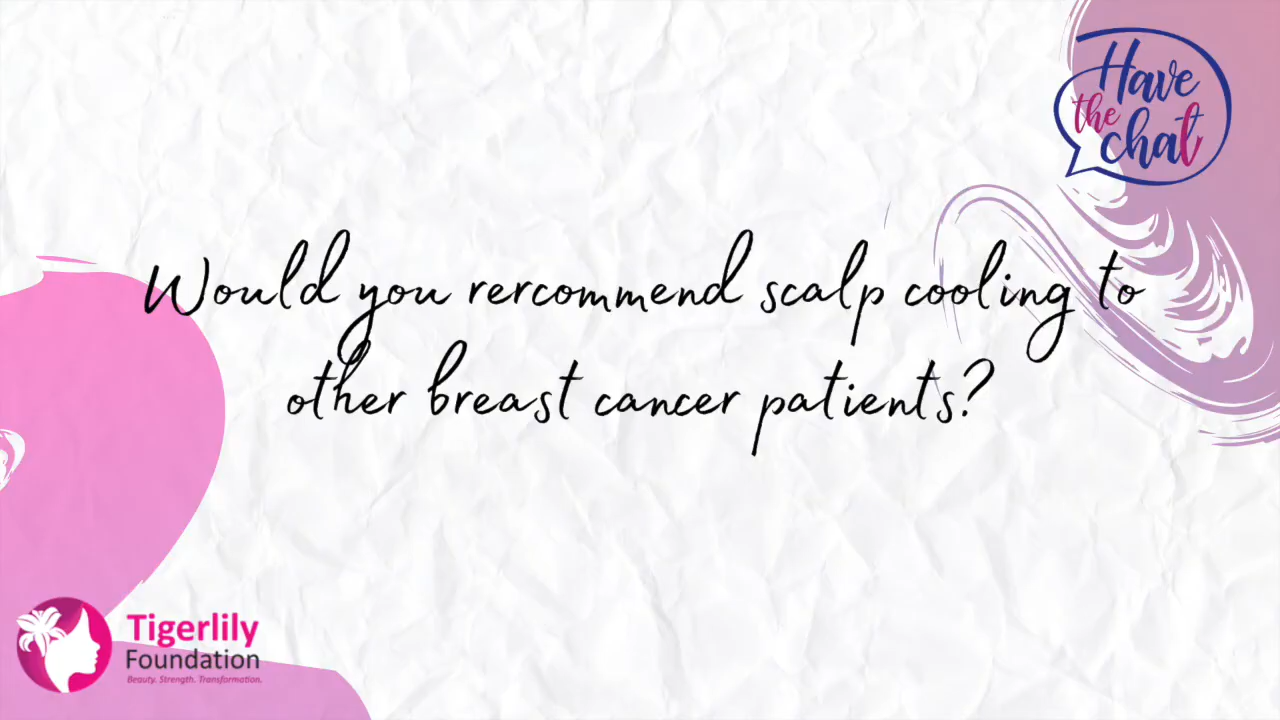 Have
the
chat
Would you rercommend scalp cooling to
other breast cancer patients?
Tigerlily
Foundation
Beauty. Strength. Transformation.